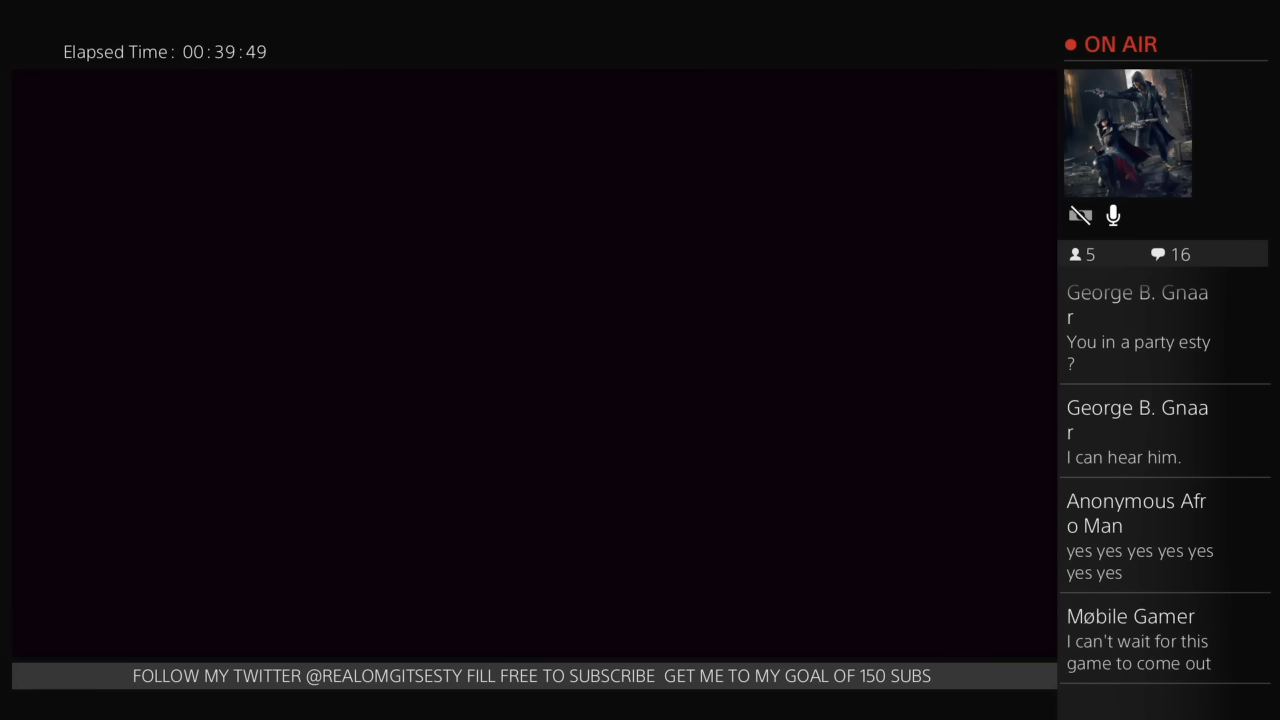 Elapsed Time: 00:39:49
ON AIR
5 16
George B. Gnaa
r
You in a party esty
?
George B. Gnaa
r
I can hear him.
Anonymous Afr
o Man
yes yes yes yes yes
yes yes
Møbile Gamer
I can't wait for this
game to come out
FOLLOW MY TWITTER @REALOMGITSESTY FILL FREE TO SUBSCRIBE GET ME TO MY GOAL OF 150 SUBS